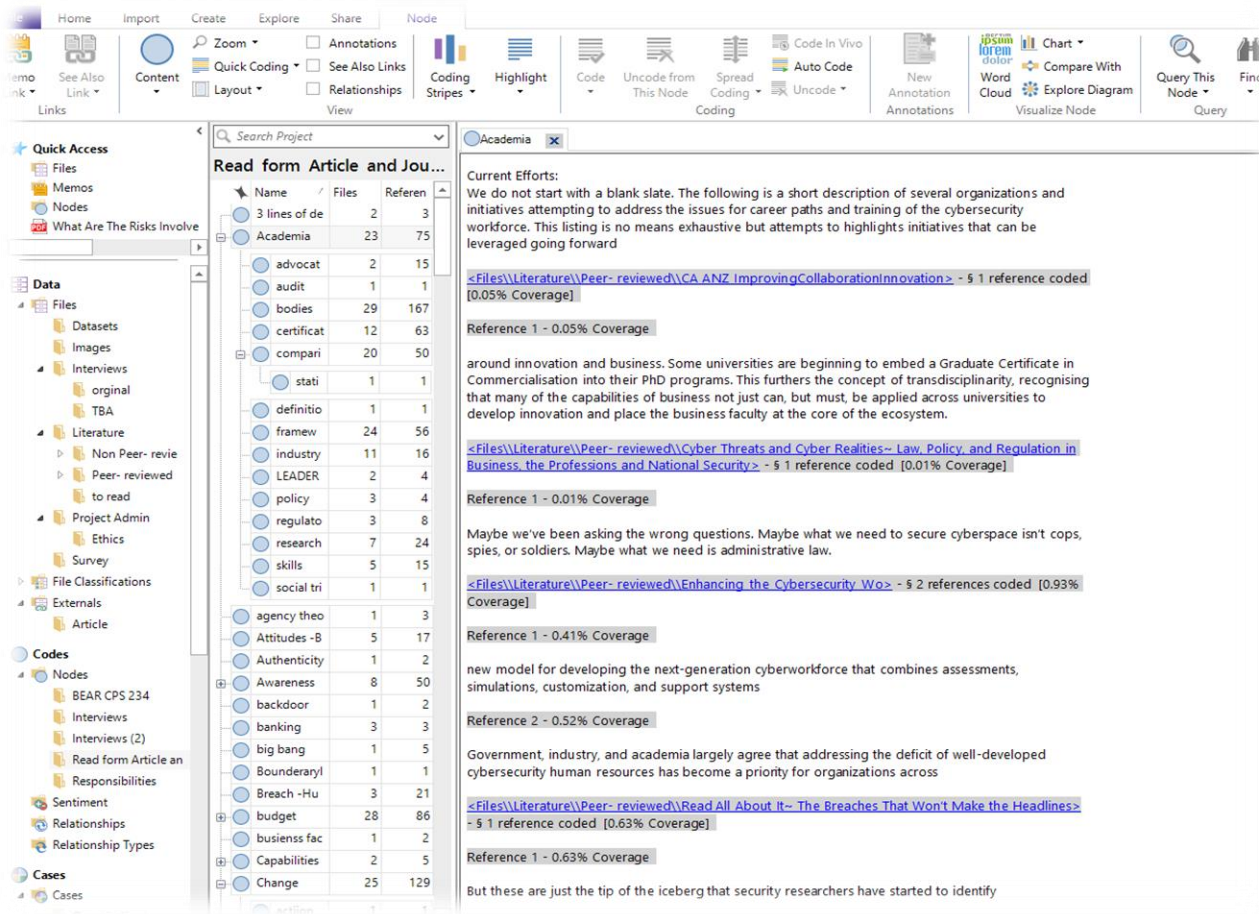 Home Import Create Explore Share Node
Zoom
Annotations
Code In Vivo
Chart
Quick Coding
See Also Links
Auto Code
Compare With
See Also
Link
Content
Layout
Relationships
Coding
Stripes
Highlight
Code
Uncode from
This Node
Spread
Coding
Uncode
New
Annotation
Word
Cloud
Explore Diagram
Query This
Node
Links View Coding Annotations Visualize Node Query
Quick Access
Files
Memos
Nodes
What Are The Risks Involve
Data
Files
Datasets
Images
Interviews
orginal
TBA
Literature
Non Peer- revie
Peer- reviewed
to read
Project Admin
Ethics
Survey
File Classifications
Externals
Article
Codes
Nodes
BEAR CPS 234
Interviews
Interviews (2)
Read form Article an
Responsibilities
Sentiment
Relationships
Relationship Types
Cases
Cases
Search Project
Read form Article and Jou...
Name Files Referen
3 lines of de 2 3
Academia 23 75
advocat 2 15
audit 1 1
bodies 29 167
certificat 12 63
compari 20 50
stati 1 1
definitio 1 1
framew 24 56
industry 11 16
LEADER 2 4
policy 3 4
regulato 3 8
research 7 24
skills 5 15
social tri 1 1
agency theo 1 3
Attitudes -B 5 17
Authenticity 1 2
Awareness 8 50
backdoor 1 2
banking 3 3
big bang 1 5
Bounderaryl 1 1
Breach -Hu 3 21
budget 28 86
busienss fac 1 2
Capabilities 2 5
Change 25 129
Academia
Current Efforts:
We do not start with a blank slate. The following is a short description of several organizations and
initiatives attempting to address the issues for career paths and training of the cybersecurity
workforce. This listing is no means exhaustive but attempts to highlights initiatives that can be
leveraged going forward
<Files\\Literature\\Peer- reviewed\\CA ANZ_ImprovingCollaborationInnovation> - § 1 reference coded
[0.05% Coverage]
Reference 1 - 0.05% Coverage
around innovation and business. Some universities are beginning to embed a Graduate Certificate in
Commercialisation into their PhD programs. This furthers the concept of transdisciplinarity, recognising
that many of the capabilities of business not just can, but must, be applied across universities to
develop innovation and place the business faculty at the core of the ecosystem.
<Files\\Literature\\Peer- reviewed\\Cyber Threats and Cyber Realities~ Law, Policy, and Regulation in
Business, the Professions and National Security> - § 1 reference coded [0.01% Coverage]
Reference 1 - 0.01% Coverage
Maybe we've been asking the wrong questions. Maybe what we need to secure cyberspace isn't cops,
spies, or soldiers. Maybe what we need is administrative law.
<Files\\Literature\\Peer- reviewed\\Enhancing_the_Cybersecurity_Wo> - § 2 references coded [0.93%
Coverage]
Reference 1 - 0.41% Coverage
new model for developing the next-generation cyberworkforce that combines assessments,
simulations, customization, and support systems
Reference 2 - 0.52% Coverage
Government, industry, and academia largely agree that addressing the deficit of well-developed
cybersecurity human resources has become a priority for organizations across
<Files\\Literature\\Peer- reviewed\\Read All About It~ The Breaches That Won't Make the Headlines>
- § 1 reference coded [0.63% Coverage]
Reference 1 - 0.63% Coverage
But these are just the tip of the iceberg that security researchers have started to identify